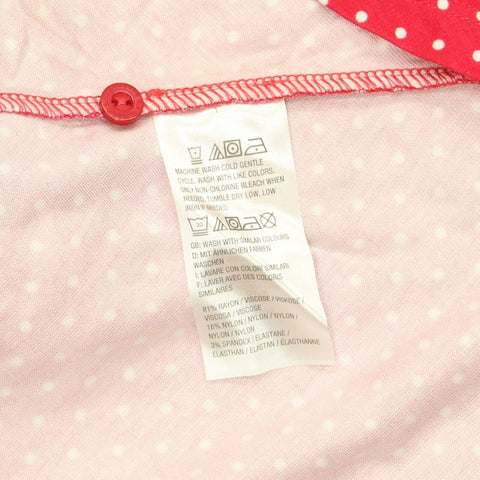 MACHINE WASH COLD GENTLE
CYCLE. WASH WITH LIKE COLORS.
ONLY NON-CHLORINE BLEACH WHEN
NEEDED, TUMBLE DRY LOW. LOW
IRON IF NEEDED
30
GB: WASH WITH SIMILAR COLOURS
D: MIT ÄHNLICHEN FARBEN
WASCHEN
I: LAVARE CON COLORI SIMILARI
F: LAVER AVEC DES COLORIS
SIMILAIRES
81% RAYON / VISCOSE / VISKOSE /
VISCOSA / VISCOSE
16% NYLON / NYLON / NYLON /
NYLON / NYLON
3% SPANDEX / ELASTANE /
ELASTHAN / ELASTAN / ELASTHANNE